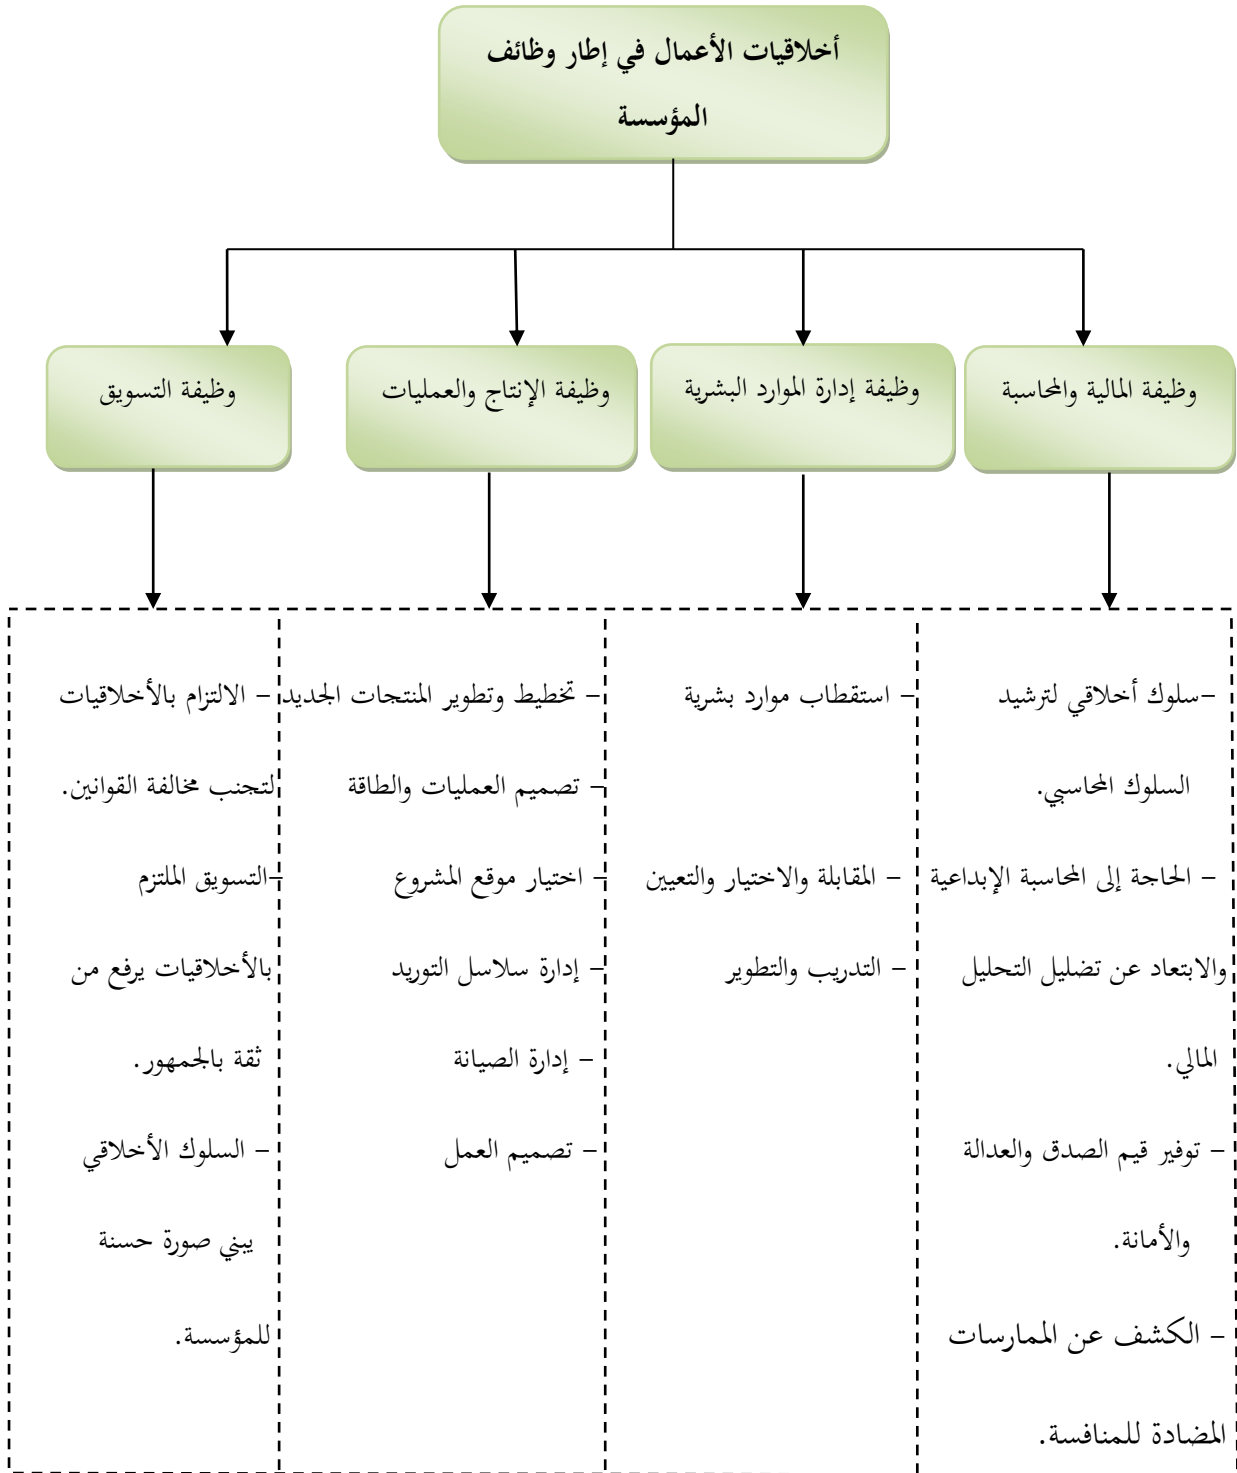 أخلاقيات الأعمال في إطار وظائف
المؤسسة
وظيفة المالية والمحاسبة
وظيفة إدارة الموارد البشرية
وظيفة الإنتاج والعمليات
وظيفة التسويق
–سلوك أخلاقي لترشيد
السلوك المحاسبي.
– الحاجة إلى المحاسبة الإبداعية
والابتعاد عن تضليل التحليل
المالي.
– توفير قيم الصدق والعدالة
والأمانة.
– الكشف عن الممارسات
المضادة للمنافسة.
– استقطاب موارد بشرية
– المقابلة والاختيار والتعيين
– التدريب والتطوير
– تخطيط وتطوير المنتجات الجديد
– تصميم العمليات والطاقة
– اختيار موقع المشروع
– إدارة سلاسل التوريد
– إدارة الصيانة
– تصميم العمل
– الالتزام بالأخلاقيات
لتجنب مخالفة القوانين.
–التسويق الملتزم
بالأخلاقيات يرفع من
ثقة بالجمهور.
– السلوك الأخلاقي
يبني صورة حسنة
للمؤسسة.